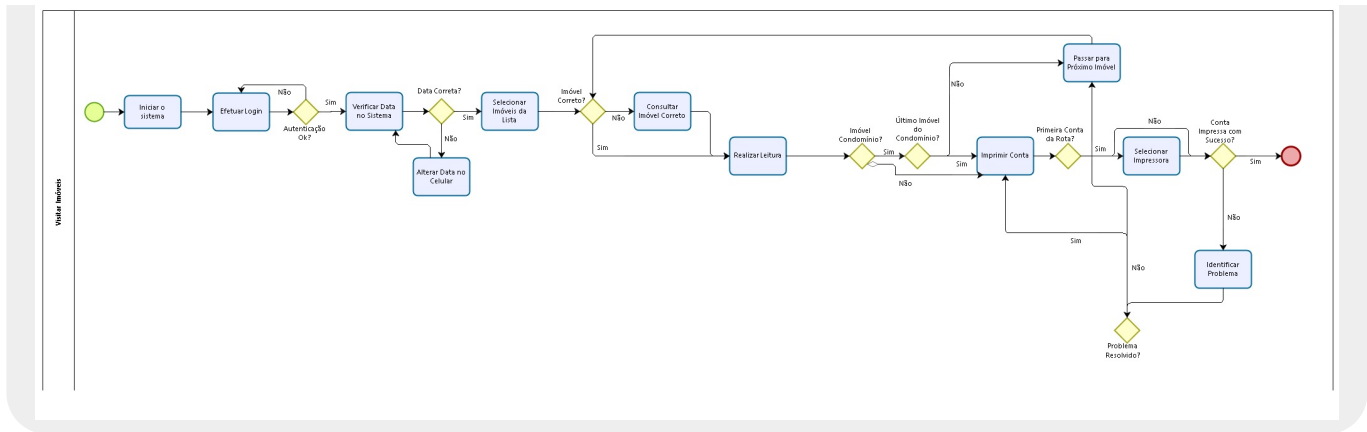 Visitar Imóveis
Iniciar o
sistema
Efetuar Login
Não
Autenticação
Ok?
Sim
Verificar Data
no Sistema
Data Correta?
Sim
Não
Alterar Data no
Celular
Selecionar
Imóveis da
Lista
Imóvel
Correto?
Não
Sim
Consultar
Imóvel Correto
Realizar Leitura
Imóvel
Condomínio?
Sim
Não
Último Imóvel
do
Condomínio?
Não
Sim
Passar para
Próximo Imóvel
Imprimir Conta
Primeira Conta
da Rota?
Sim
Não
Selecionar
Impressora
Conta
Impressa com
Sucesso?
Sim
Não
Identificar
Problema
Sim
Não
Problema
Resolvido?